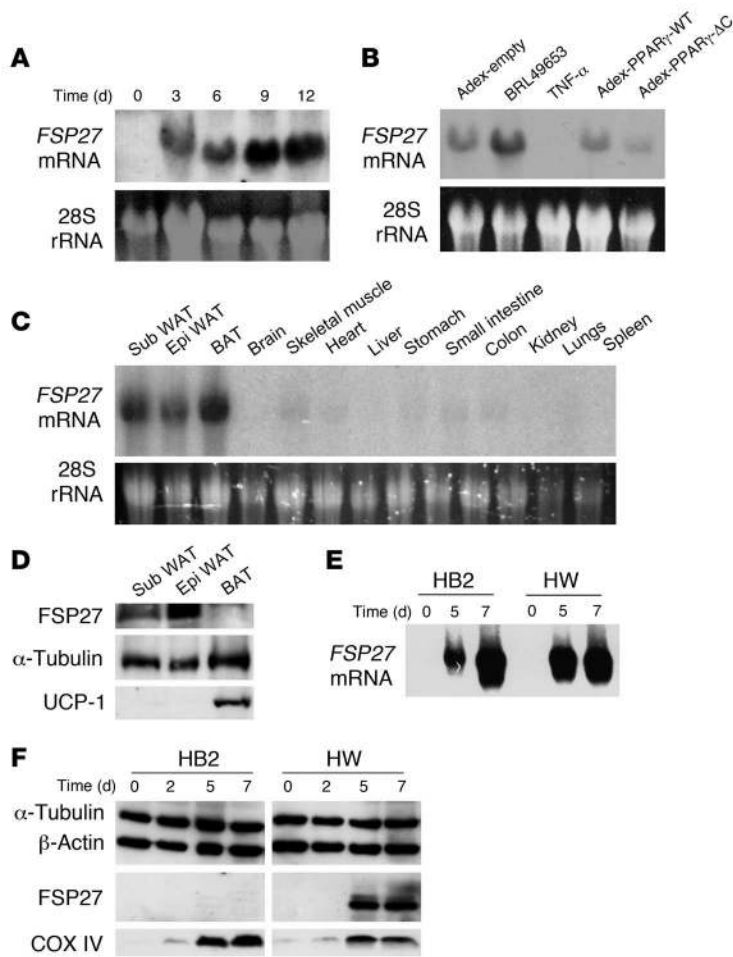 A
Time (d) 0 3 6 9 12
FSP27
mRNA
28S
rRNA
B
Adex-empty BRL49653 TNF-α Adex-PPARγ-WT Adex-PPARγ-ΔC
FSP27
mRNA
28S
rRNA
C
Sub WAT Epi WAT BAT Brain Skeletal muscle Heart Liver Stomach Small intestine Colon Kidney Lungs Spleen
FSP27
mRNA
28S
rRNA
D
Sub WAT Epi WAT BAT
FSP27
α-Tubulin
UCP-1
E
HB2 HW
Time (d) 0 5 7 0 5 7
FSP27
mRNA
F
HB2 HW
Time (d) 0 2 5 7 0 2 5 7
α-Tubulin
β-Actin
FSP27
COX IV